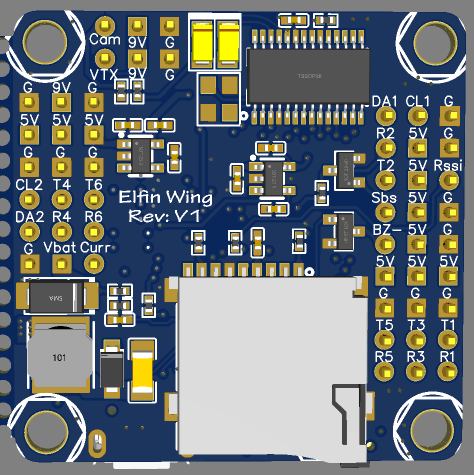 Cam 9V G
VTX 9V G
G 9V G
5V 5V 5V
G G G
CL2 T4 T6
DA2 R4 R6
G Vbat Curr
Elfin Wing
Rev: V1
DA1 CL1 G
R2 5V G
T2 5V Rssi
Sbs 5V G
BZ- 5V G
5V 5V 5V
G G G
T5 T3 T1
R5 R3 R1
SMA
101